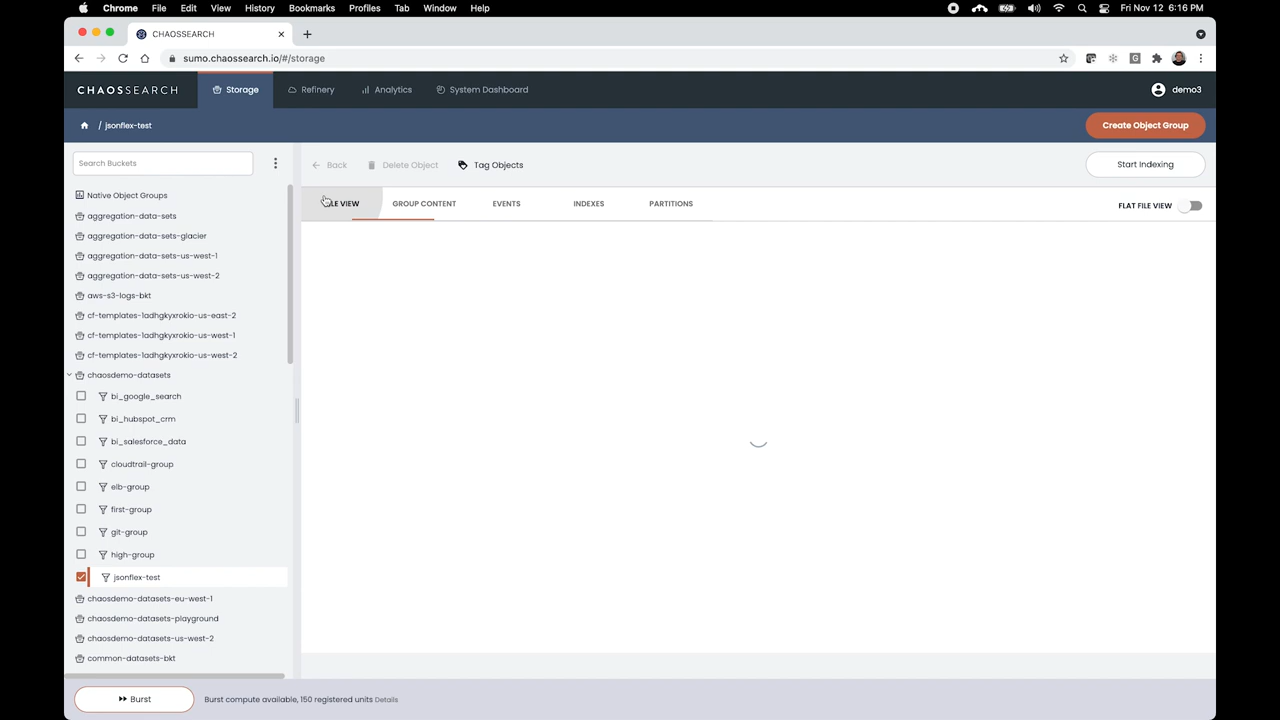 Chrome File Edit View History Bookmarks Profiles Tab Window Help Fri Nov 12 6:16 PM
CHAOSSEARCH
sumo.chaossearch.io/#/storage
CHAOSSEARCH Storage Refinery Analytics System Dashboard demo3
/ jsonflex-test Create Object Group
Search Buckets Back Delete Object Tag Objects Start Indexing
Native Object Groups
VIEW GROUP CONTENT EVENTS INDEXES PARTITIONS FLAT FILE VIEW
aggregation-data-sets
aggregation-data-sets-glacier
aggregation-data-sets-us-west-1
aggregation-data-sets-us-west-2
aws-s3-logs-bkt
cf-templates-1adhgkyxrokio-us-east-2
cf-templates-1adhgkyxrokio-us-west-1
cf-templates-1adhgkyxrokio-us-west-2
chaosdemo-datasets
bi_google_search
bi_hubspot_crm
bi_salesforce_data
cloudtrail-group
elb-group
first-group
git-group
high-group
jsonflex-test
chaosdemo-datasets-eu-west-1
chaosdemo-datasets-playground
chaosdemo-datasets-us-west-2
common-datasets-bkt
Burst Burst compute available, 150 registered units Details